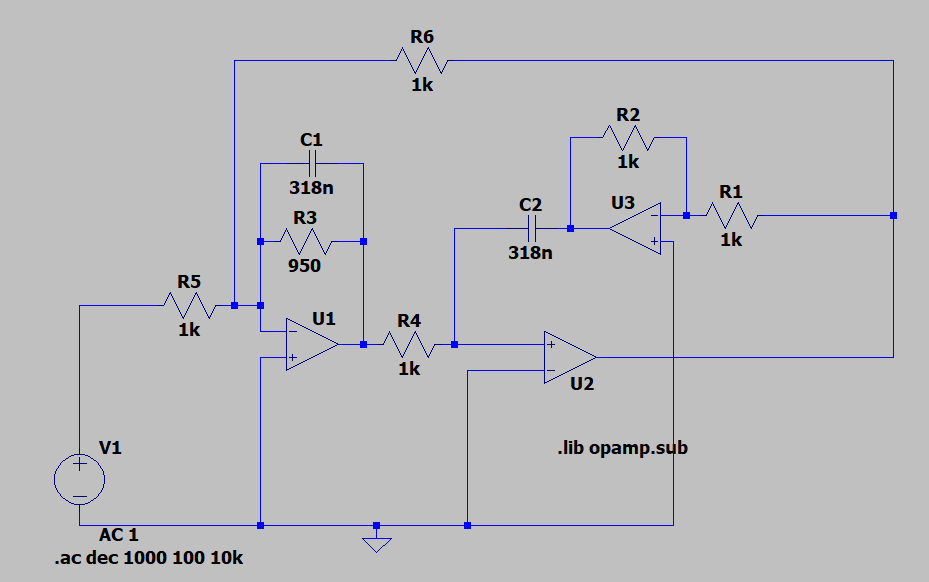 R6
1k
R2
1k
C1
318n
R1
1k
U3
C2
318n
R3
950
R5
1k
U1
R4
1k
U2
V1
.lib opamp.sub
AC 1
.ac dec 1000 100 10k